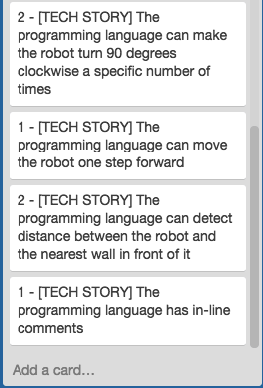 2 - [TECH STORY] The
programming language can make
the robot turn 90 degrees
clockwise a specific number of
times
1 - [TECH STORY] The
programming language can move
the robot one step forward
2 - [TECH STORY] The
programming language can detect
distance between the robot and
the nearest wall in front of it
1 - [TECH STORY] The
programming language has in-line
comments
Add a card...